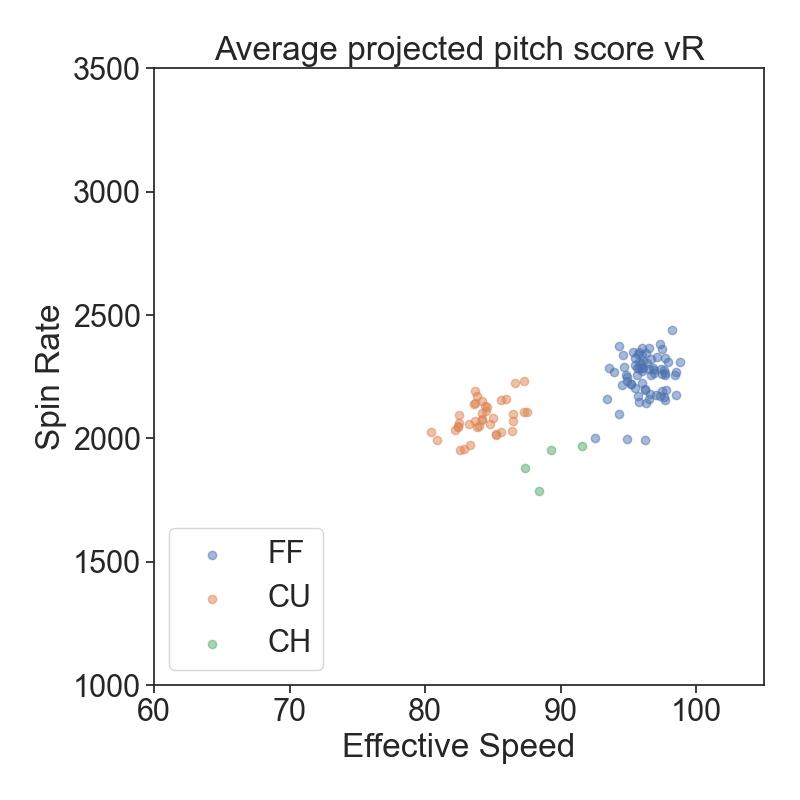 Average projected pitch score vR
3500
3000
2500
2000
1500
1000
Spin Rate
FF
CU
CH
60 70 80 90 100
Effective Speed